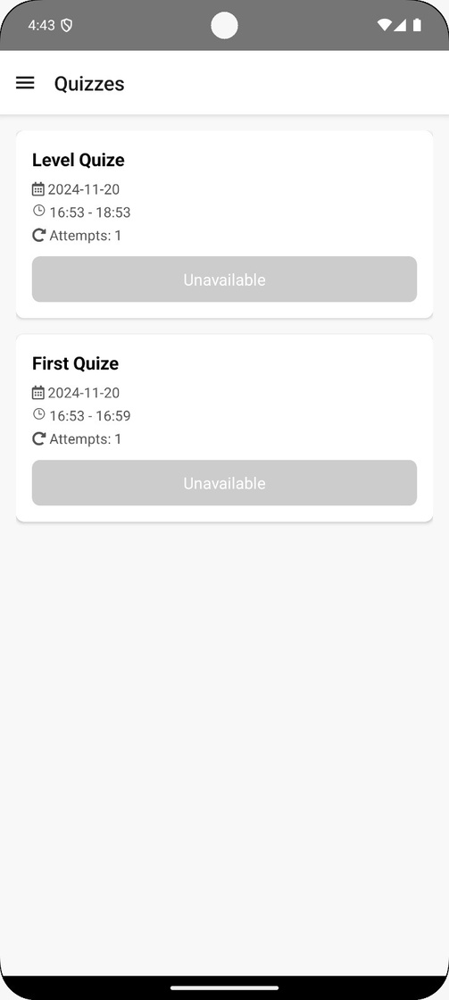 4:43
Quizzes
Level Quize
2024-11-20
16:53 - 18:53
Attempts: 1
Unavailable
First Quize
2024-11-20
16:53 - 16:59
Attempts: 1
Unavailable